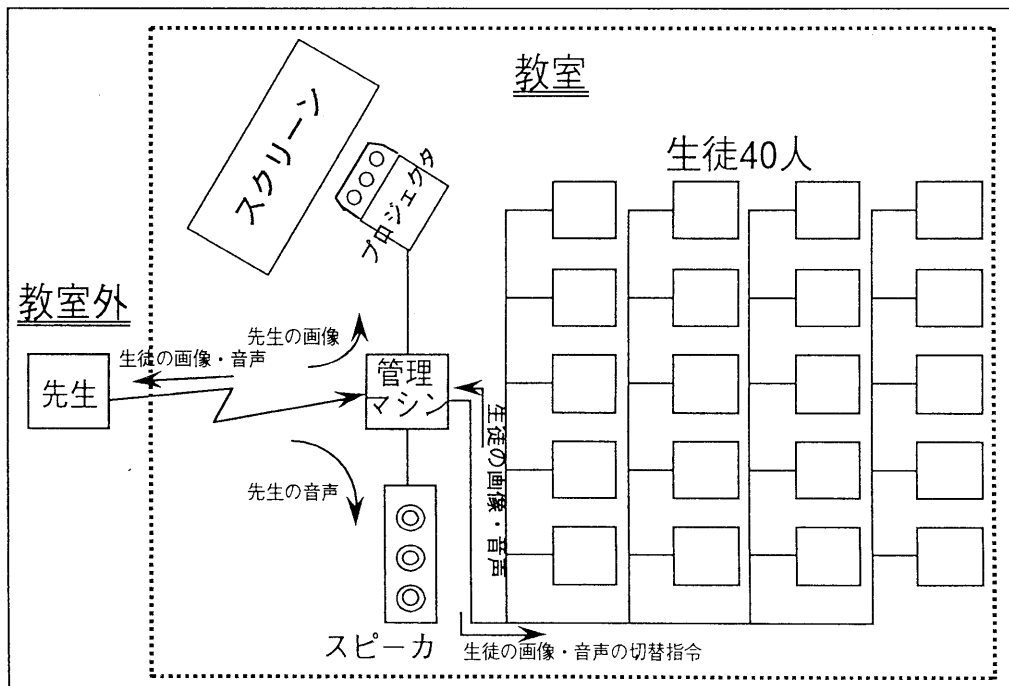 教室
スクリーン
プロジェクタ
生徒40人
教室外
先生の画像
生徒の画像・音声
先生
管理
マシン
生徒の画像・音声
先生の音声
スピーカ
生徒の画像・音声の切替指令